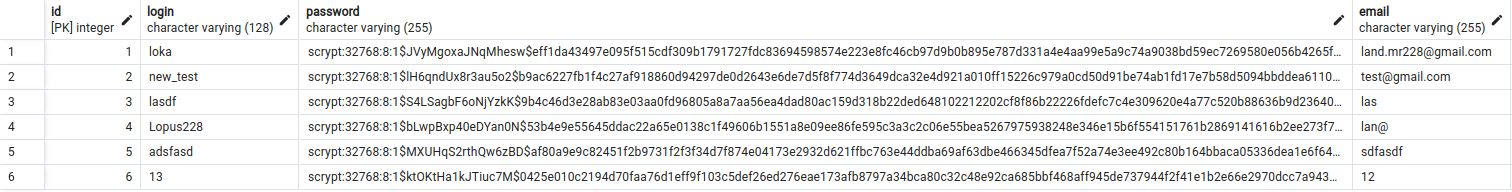 id login password email
[PK] integer character varying (128) character varying (255) character varying (255)
1 1 loka scrypt:32768:8:1$JVyMgoxaJNqMhesw$eff1da43497e095f515cdf309b1791727fdc83694598574e223e8fc46cb97d9b0b895e787d331a4e4aa99e5a9c74a9038bd59ec7269580e056b4265f… land.mr228@gmail.com
2 2 new_test scrypt:32768:8:1$lH6qndUx8r3au5o2$b9ac6227fb1f4c27af918860d94297de0d2643e6de7d5f8f774d3649dca32e4d921a010ff15226c979a0cd50d91be74ab1fd17e7b58d5094bbddea6110… test@gmail.com
3 3 lasdf scrypt:32768:8:1$S4LSagbF6oNjYzkK$9b4c46d3e28ab83e03aa0fd96805a8a7aa56ea4dad80ac159d318b22ded648102212202cf8f86b22226fdefc7c4e309620e4a77c520b88636b9d23640… las
4 4 Lopus228 scrypt:32768:8:1$bLwpBxp40eDYan0N$53b4e9e55645ddac22a65e0138c1f49606b1551a8e09ee86fe595c3a3c2c06e55bea5267975938248e346e15b6f554151761b2869141616b2ee273f7… lan@
5 5 adsfasd scrypt:32768:8:1$MXUHqS2rthQw6zBD$af80a9e9c82451f2b9731f2f3f34d7f874e04173e2932d621ffbc763e44ddba69af63dbe466345dfea7f52a74e3ee492c80b164bbaca05336dea1e6f64… sdfasdf
6 6 13 scrypt:32768:8:1$ktOKtHa1kJTiuc7M$0425e010c2194d70faa76d1eff9f103c5def26ed276eae173afb8797a34bca80c32c48e92ca685bbf468aff945de737944f2f41e1b2e66e2970dcc7a943… 12